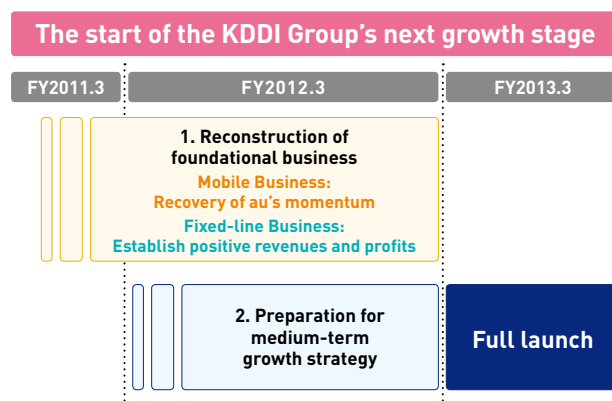 The start of the KDDI Group's next growth stage
FY2011.3
FY2012.3
FY2013.3
1. Reconstruction of
foundational business
Mobile Business:
Recovery of au's momentum
Fixed-line Business:
Establish positive revenues and profits
2. Preparation for
medium-term
growth strategy
Full launch